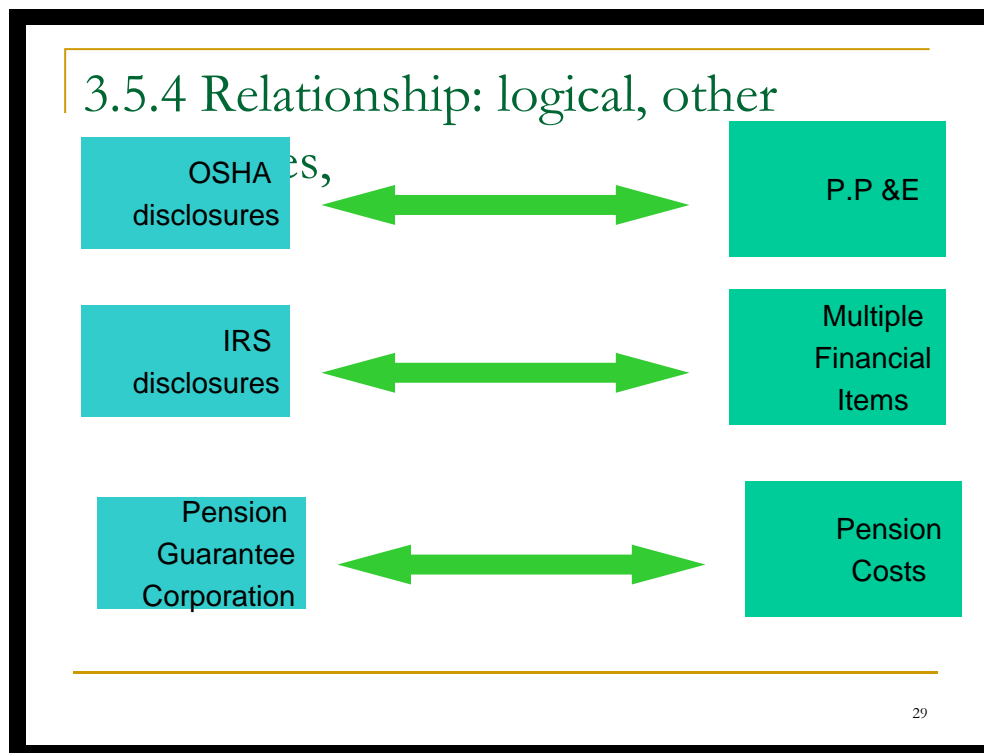 3.5.4 Relationship: logical, other
es,
OSHA
disclosures
P.P &E
IRS
disclosures
Multiple
Financial
Items
Pension
Guarantee
Corporation
Pension
Costs
29